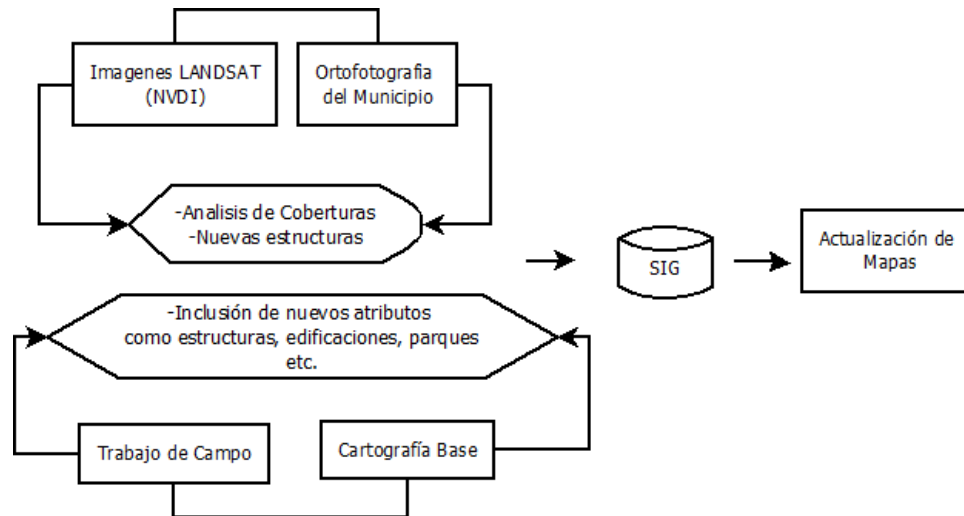 Imagenes LANDSAT
(NVDI)
Ortofotografia
del Municipio
-Analisis de Coberturas
-Nuevas estructuras
-Inclusión de nuevos atributos
como estructuras, edificaciones, parques
etc.
Trabajo de Campo
Cartografía Base
SIG
Actualización de
Mapas